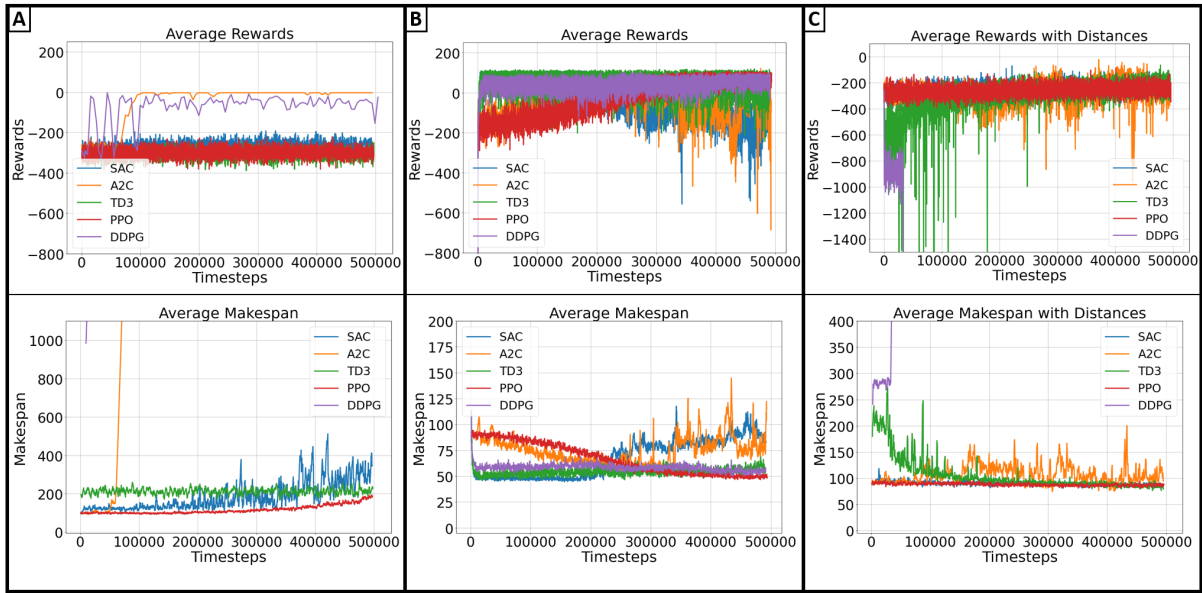 A
Average Rewards
200
0
−200
−400
−600
−800
Rewards
SAC
A2C
TD3
PPO
DDPG
0 100000 200000 300000 400000 500000
Timesteps
B
Average Rewards
200
0
−200
−400
−600
−800
Rewards
SAC
A2C
TD3
PPO
DDPG
0 100000 200000 300000 400000 500000
Timesteps
C
Average Rewards with Distances
0
−200
−400
−600
−800
−1000
−1200
−1400
Rewards
SAC
A2C
TD3
PPO
DDPG
0 100000 200000 300000 400000 500000
Timesteps
Average Makespan
1000
800
600
400
200
0
Makespan
SAC
A2C
TD3
PPO
DDPG
0 100000 200000 300000 400000 500000
Timesteps
Average Makespan
200
175
150
125
100
75
50
25
0
Makespan
SAC
A2C
TD3
PPO
DDPG
0 100000 200000 300000 400000 500000
Timesteps
Average Makespan with Distances
400
350
300
250
200
150
100
50
0
Makespan
SAC
A2C
TD3
PPO
DDPG
0 100000 200000 300000 400000 500000
Timesteps